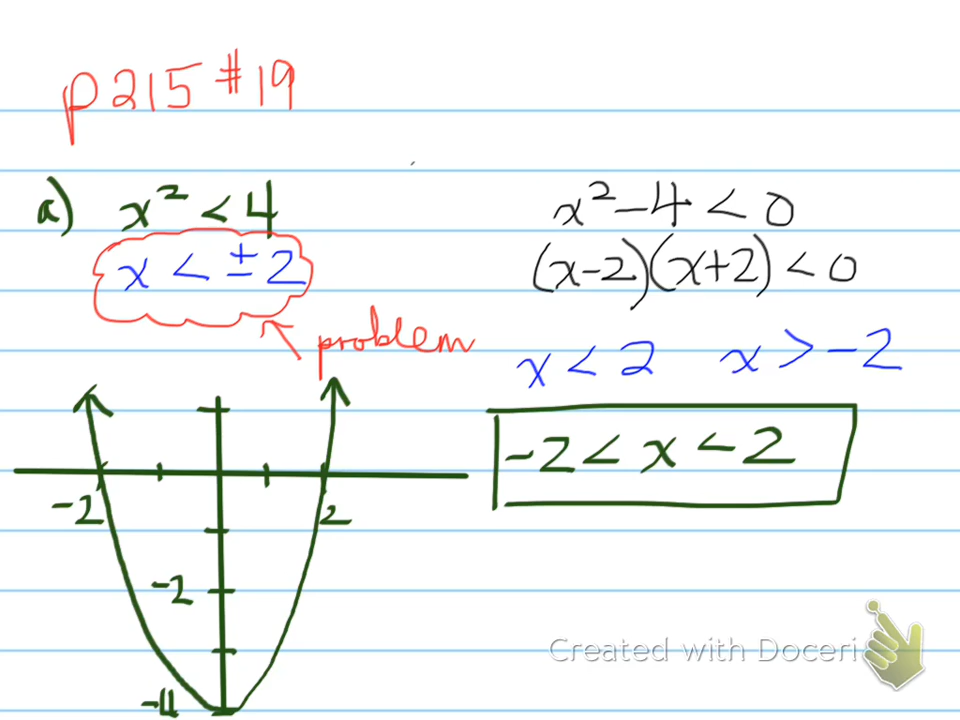 p215 #19
a) x² < 4
x < ±2
problem
x² - 4 < 0
(x-2)(x+2) < 0
x < 2 x > -2
-2 < x < 2
-2
2
-2
-4
Created with Doceri